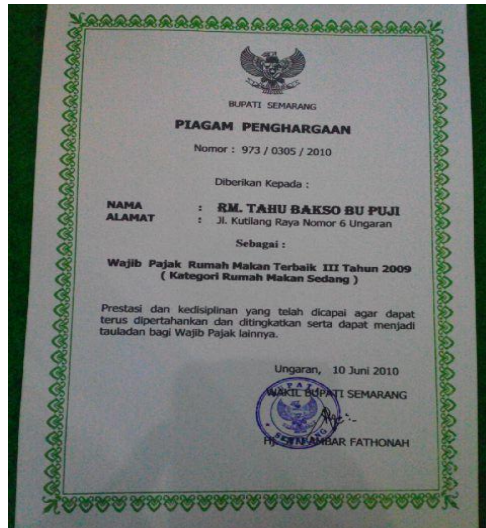 BUPATI SEMARANG
PIAGAM PENGHARGAAN
Nomor : 973 / 0305 / 2010
Diberikan Kepada :
NAMA : RM. TAHU BAKSO BU PUJI
ALAMAT : Jl. Kutilang Raya Nomor 6 Ungaran
Sebagai :
Wajib Pajak Rumah Makan Terbaik III Tahun 2009
( Kategori Rumah Makan Sedang )
Prestasi dan kedisiplinan yang telah dicapai agar dapat
terus dipertahankan dan ditingkatkan serta dapat menjadi
tauladan bagi Wajib Pajak lainnya.
Ungaran, 10 Juni 2010
WAKIL BUPATI SEMARANG
Hj. SITI AMBAR FATHONAH